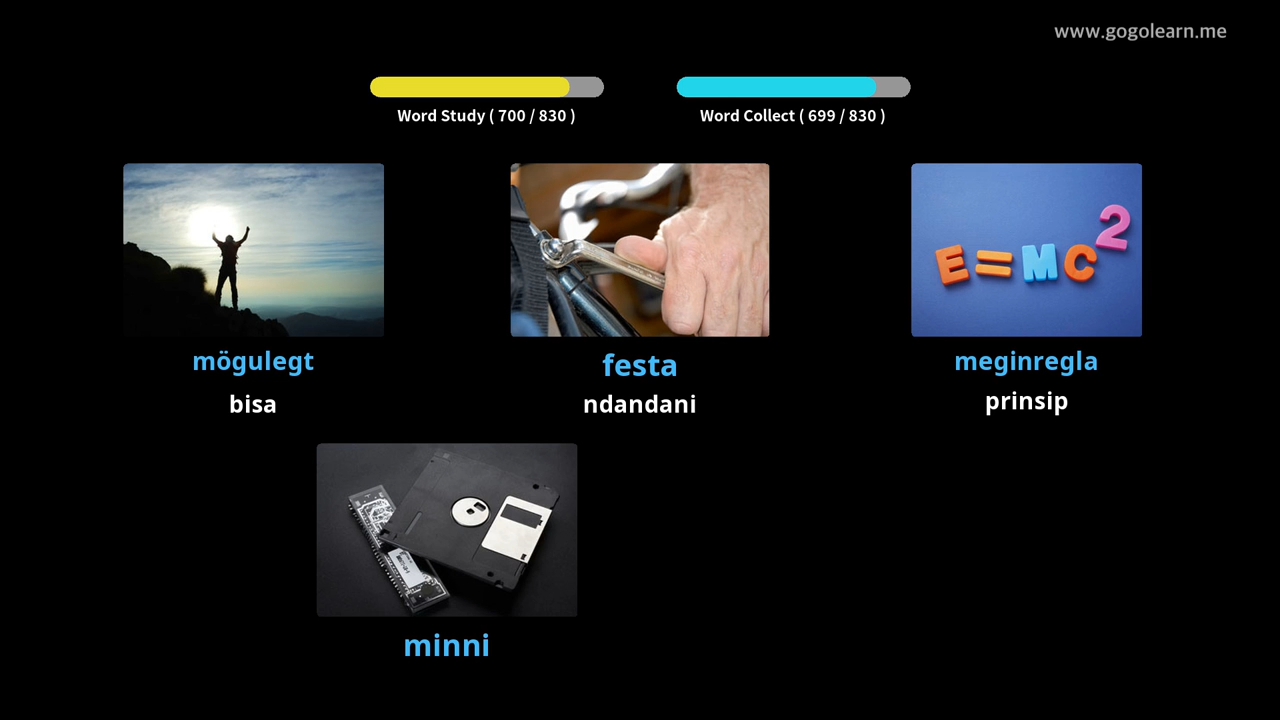 www.gogolearn.me
Word Study ( 700 / 830 )
Word Collect ( 699 / 830 )
E=MC2
mögulegt
festa
meginregla
bisa
ndandani
prinsip
minni